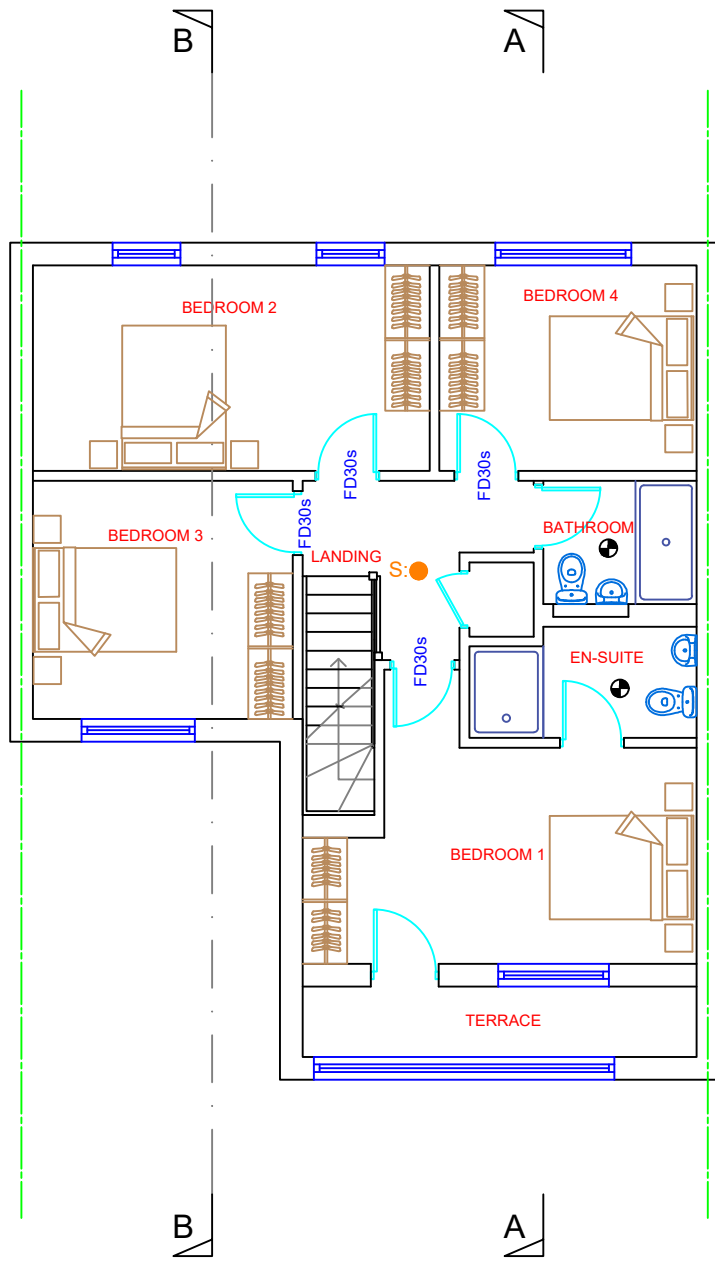 B
A
BEDROOM 2
BEDROOM 4
FD30s
FD30s
FD30s
BEDROOM 3
BATHROOM
LANDING
S:
FD30s
EN-SUITE
BEDROOM 1
TERRACE
B
A